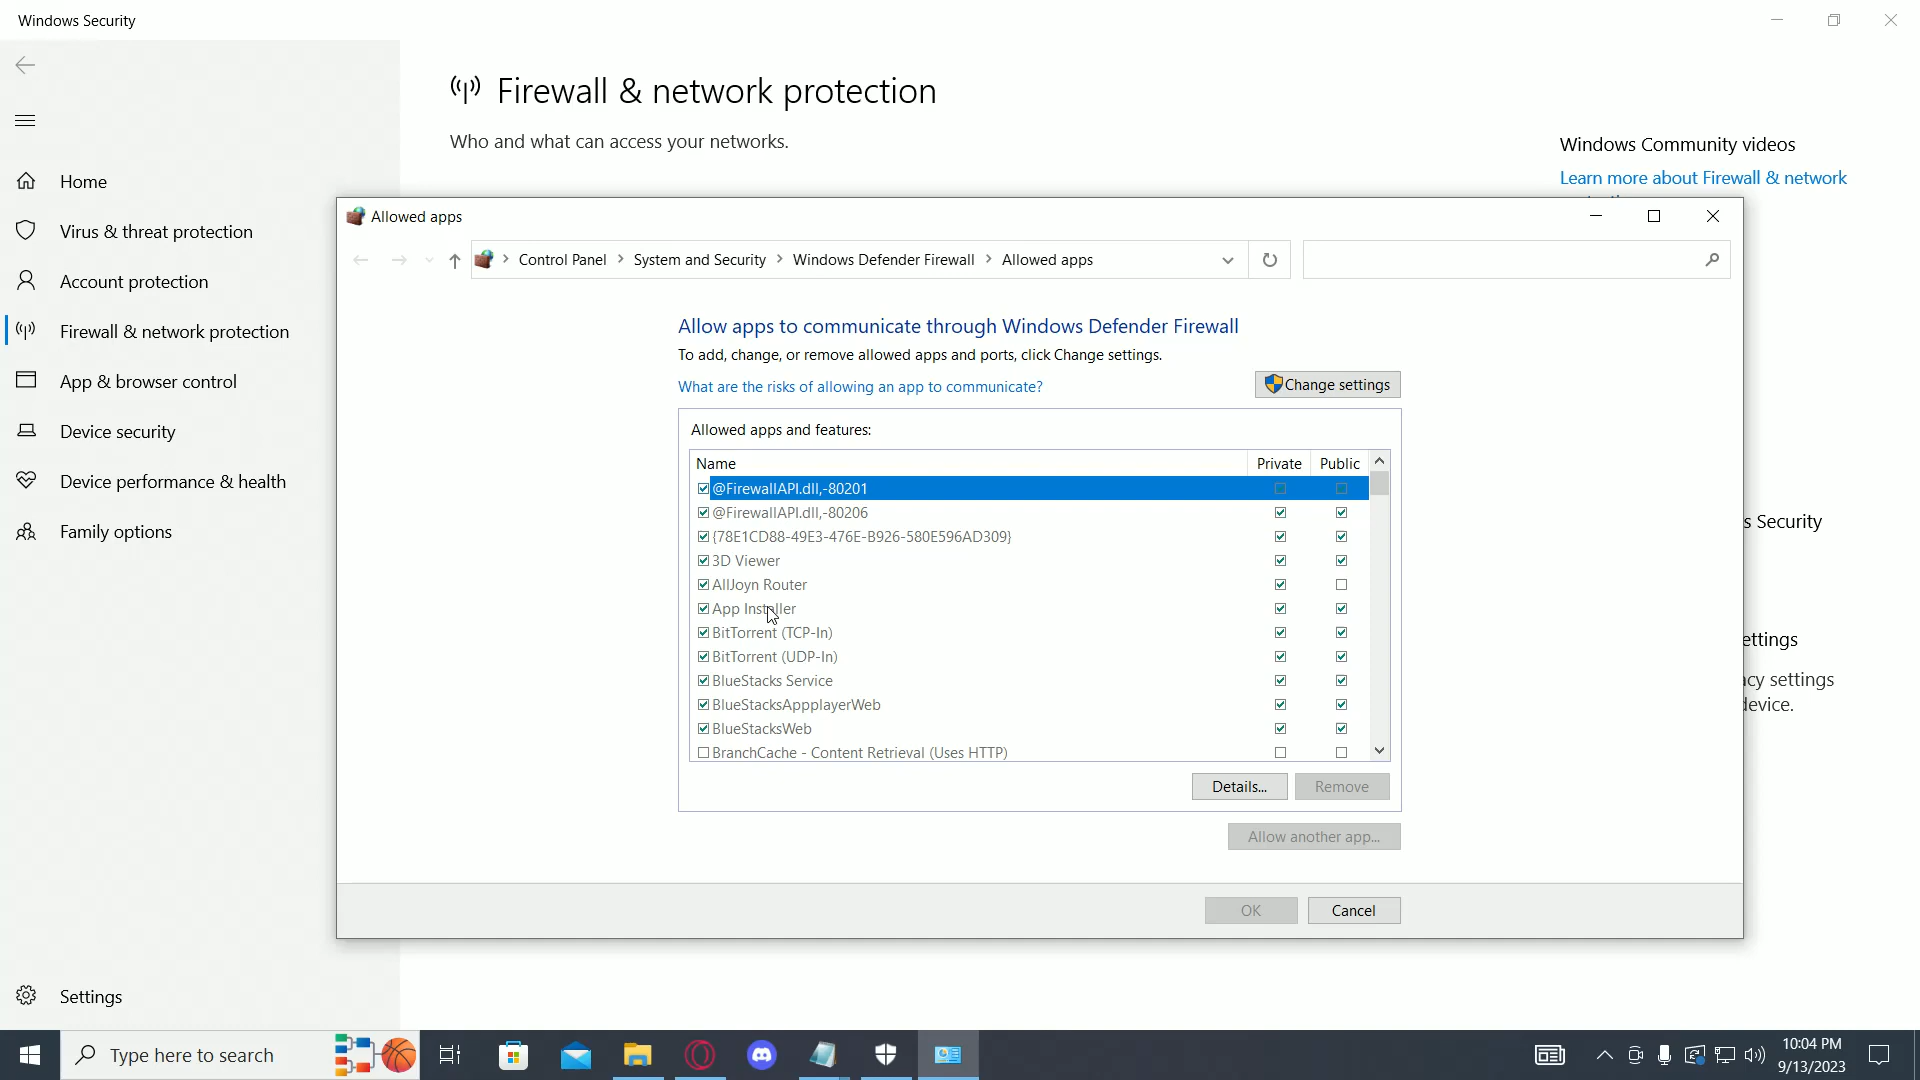 Windows Security
Firewall & network protection
Who and what can access your networks.
Home
Virus & threat protection
Account protection
Firewall & network protection
App & browser control
Device security
Device performance & health
Family options
Settings
Windows Community videos
Learn more about Firewall & network
s Security
ettings
acy settings
device.
Allowed apps
Control Panel > System and Security > Windows Defender Firewall > Allowed apps
Allow apps to communicate through Windows Defender Firewall
To add, change, or remove allowed apps and ports, click Change settings.
What are the risks of allowing an app to communicate?
Change settings
Allowed apps and features:
Name Private Public
@FirewallAPI.dll,-80201
@FirewallAPI.dll,-80206
{78E1CD88-49E3-476E-B926-580E596AD309}
3D Viewer
AllJoyn Router
App Installer
BitTorrent (TCP-In)
BitTorrent (UDP-In)
BlueStacks Service
BlueStacksAppplayerWeb
BlueStacksWeb
BranchCache - Content Retrieval (Uses HTTP)
Details...
Remove
Allow another app...
OK
Cancel
Type here to search
10:04 PM
9/13/2023